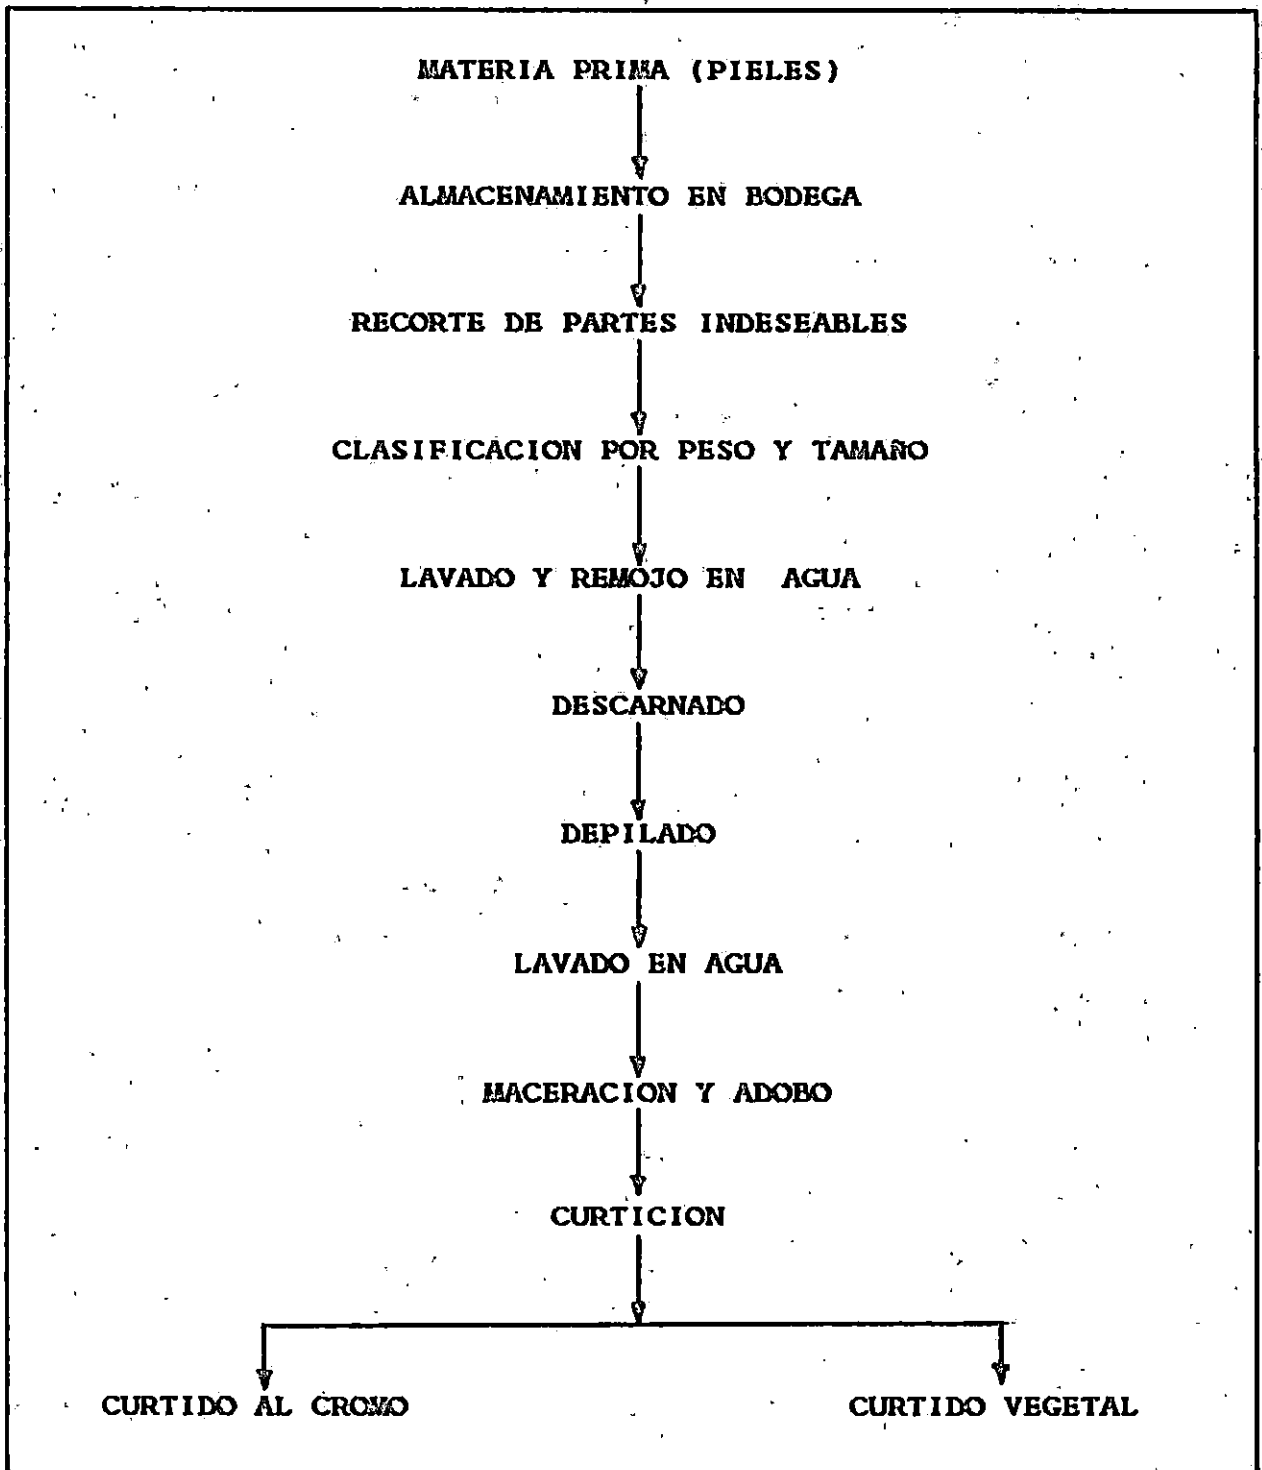 MATERIA PRIMA (PIELES)
ALMACENAMIENTO EN BODEGA
RECORTE DE PARTES INDESEABLES
CLASIFICACION POR PESO Y TAMAÑO
LAVADO Y REMOJO EN AGUA
DESCARNADO
DEPILADO
LAVADO EN AGUA
MACERACION Y ADOBO
CURTICION
CURTIDO AL CROMO
CURTIDO VEGETAL